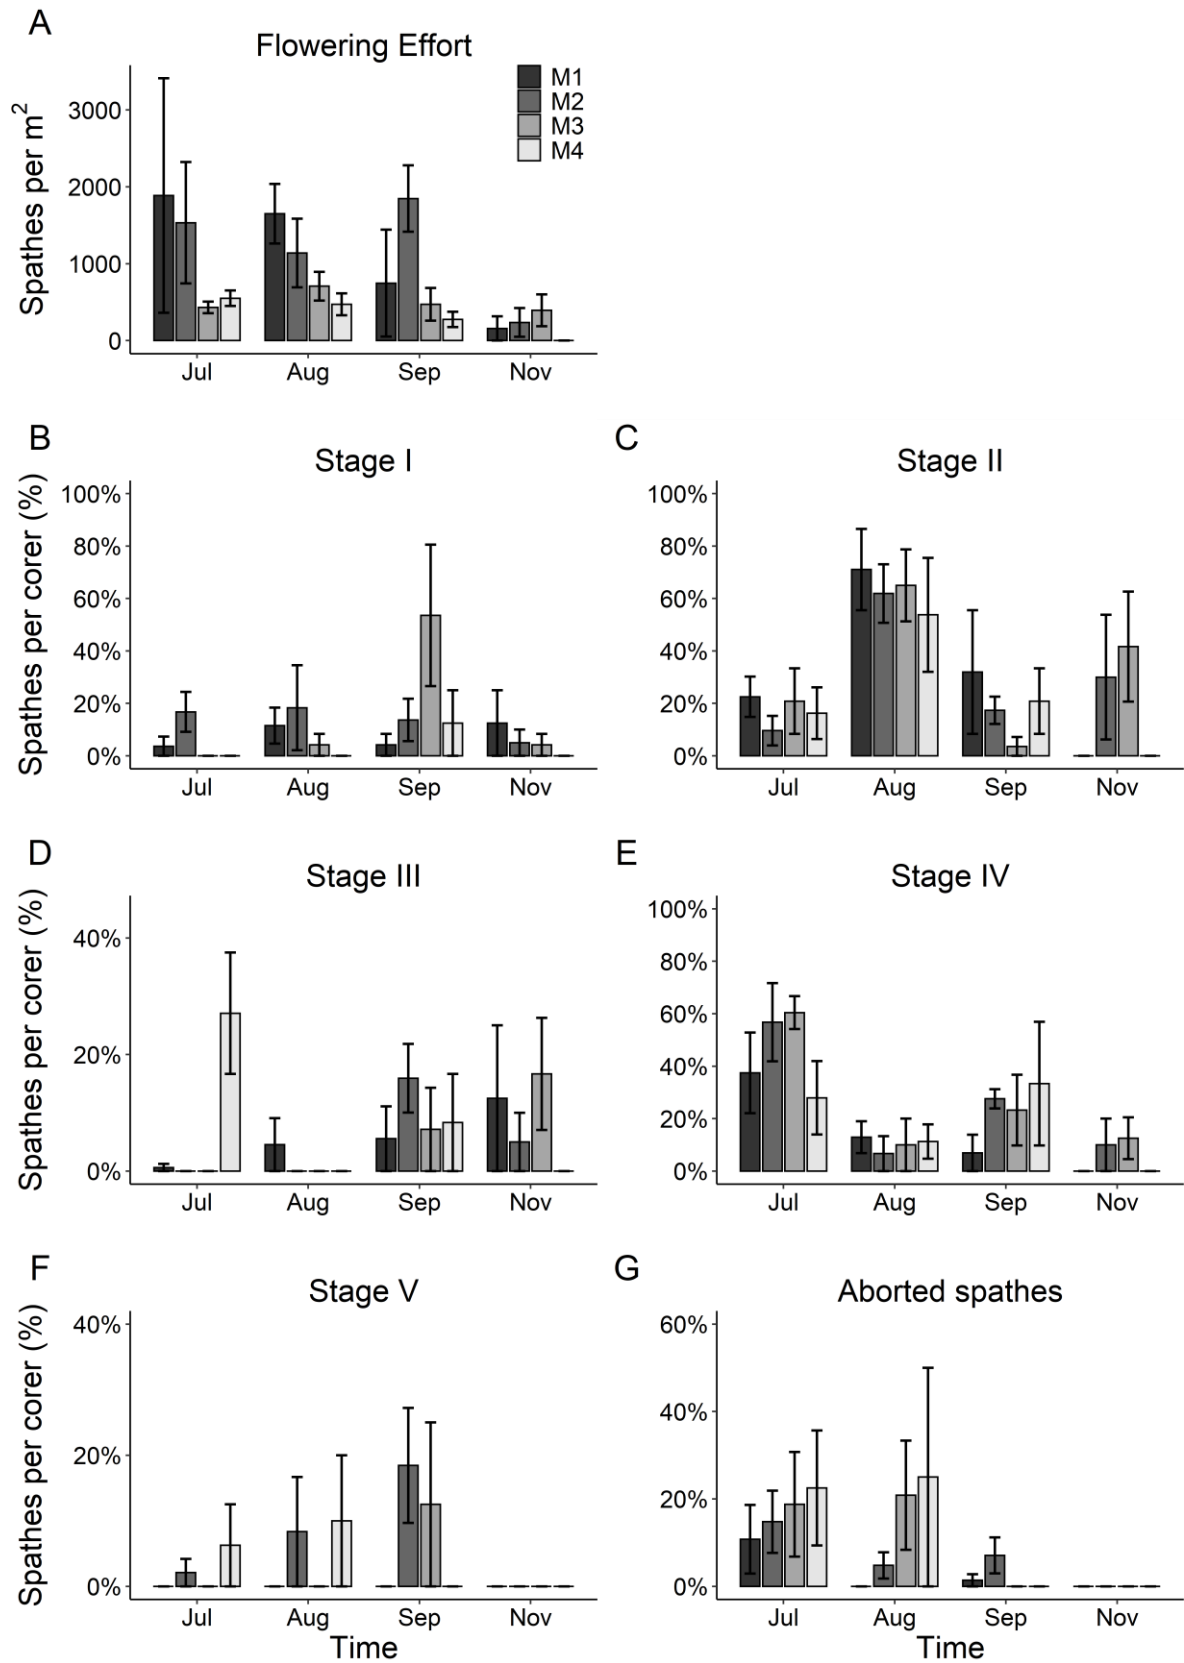 A
Flowering Effort
Spathes per m²
3000
2000
1000
0
M1
M2
M3
M4
Jul Aug Sep Nov
B
Stage I
Spathes per corer (%)
100%
80%
60%
40%
20%
0%
Jul Aug Sep Nov
C
Stage II
100%
80%
60%
40%
20%
0%
Jul Aug Sep Nov
D
Stage III
Spathes per corer (%)
40%
20%
0%
Jul Aug Sep Nov
E
Stage IV
100%
80%
60%
40%
20%
0%
Jul Aug Sep Nov
F
Stage V
Spathes per corer (%)
40%
20%
0%
Jul Aug Sep Nov
Time
G
Aborted spathes
60%
40%
20%
0%
Jul Aug Sep Nov
Time